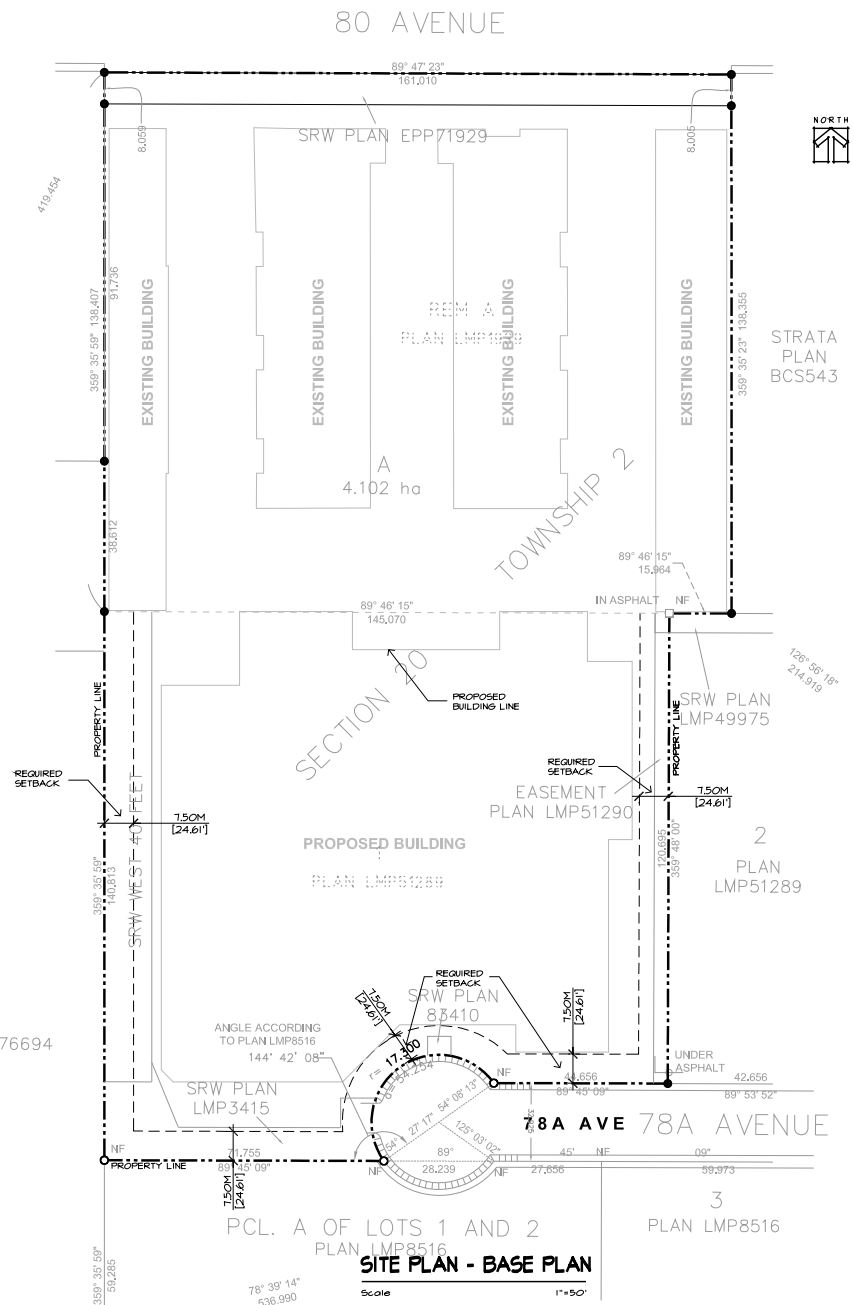 80 AVENUE
89° 47' 23"
161.010
NORTH
8.059
8.005
SRW PLAN EPP71929
419.454
91.736
359° 35' 59" 138.407
EXISTING BUILDING
EXISTING BUILDING
EXISTING BUILDING
EXISTING BUILDING
REM A
359° 35' 23" 138.355
STRATA
PLAN
BCS543
A
4.102 ha
TOWNSHIP 2
38.612
89° 46' 15"
15.964
IN ASPHALT
NF
89° 46' 15"
145.070
126° 56' 18"
214.919
SECTION 20
PROPOSED
BUILDING LINE
SRW PLAN
LMP49975
PROPERTY LINE
PROPERTY LINE
REQUIRED
SETBACK
REQUIRED
SETBACK
7.50M
[24.61']
7.50M
[24.61']
EASEMENT
PLAN LMP51290
SRW WEST 40 FEET
359° 35' 59"
140.813
PROPOSED BUILDING
PLAN LMP51289
120.695
359° 48' 00"
2
PLAN
LMP51289
REQUIRED
SETBACK
SRW PLAN
83410
7.50M
[24.61']
7.50M
[24.61']
76694
ANGLE ACCORDING
TO PLAN LMP8516
144° 42' 08"
r= 17.300
54.254
UNDER
ASPHALT
SRW PLAN
LMP3415
NF
44.656
89° 45' 09"
42.656
89° 53' 52"
54° 08' 13"
27' 17"
125° 03' 02"
78A AVE
78A AVENUE
NF
71.755
89° 45' 09"
PROPERTY LINE
7.50M
[24.61']
NF
89°
28.239
NF
45'
27.656
09"
59.973
3
PLAN LMP8516
PCL. A OF LOTS 1 AND 2
PLAN LMP8516
359° 35' 59"
59.285
78° 39' 14"
536.990
SITE PLAN - BASE PLAN
Scale
1"=50'